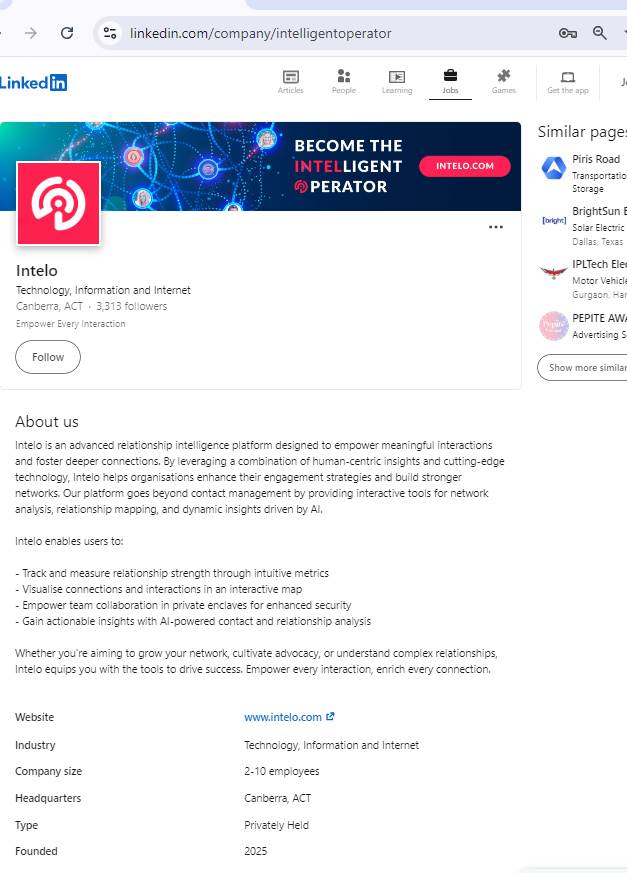 linkedin.com/company/intelligentoperator
Linkedin
Articles
People
Learning
Jobs
Games
Get the app
BECOME THE
INTELLIGENT
OPERATOR
INTELO.COM
Intelo
Technology, Information and Internet
Canberra, ACT · 3,313 followers
Empower Every Interaction
Follow
Similar pages
Piris Road
Transportation
Storage
[bright]
BrightSun E
Solar Electric
Dallas, Texas
IPLTech Ele
Motor Vehicle
Gurgaon, Har
Pepite
PEPITE AWA
Advertising S
Show more similar
About us
Intelo is an advanced relationship intelligence platform designed to empower meaningful interactions
and foster deeper connections. By leveraging a combination of human-centric insights and cutting-edge
technology, Intelo helps organisations enhance their engagement strategies and build stronger
networks. Our platform goes beyond contact management by providing interactive tools for network
analysis, relationship mapping, and dynamic insights driven by AI.
Intelo enables users to:
- Track and measure relationship strength through intuitive metrics
- Visualise connections and interactions in an interactive map
- Empower team collaboration in private enclaves for enhanced security
- Gain actionable insights with AI-powered contact and relationship analysis
Whether you're aiming to grow your network, cultivate advocacy, or understand complex relationships,
Intelo equips you with the tools to drive success. Empower every interaction, enrich every connection.
Website
www.intelo.com
Industry
Technology, Information and Internet
Company size
2-10 employees
Headquarters
Canberra, ACT
Type
Privately Held
Founded
2025